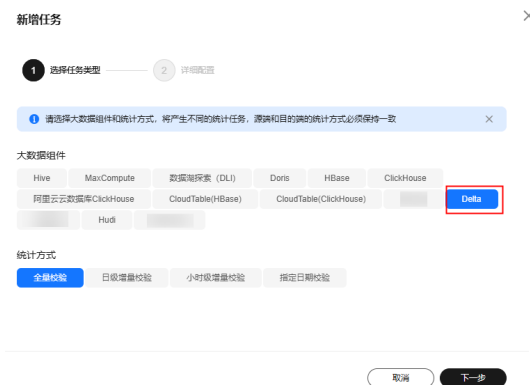 新增任务
1 选择任务类型 2 详细配置
请选择大数据组件和统计方式，将产生不同的统计任务，源端和目的端的统计方式必须保持一致
大数据组件
Hive MaxCompute 数据湖探索（DLI） Doris HBase ClickHouse
阿里云云数据库ClickHouse CloudTable(HBase) CloudTable(ClickHouse) Delta
Hudi
统计方式
全量校验 日级增量校验 小时级增量校验 指定日期校验
取消 下一步